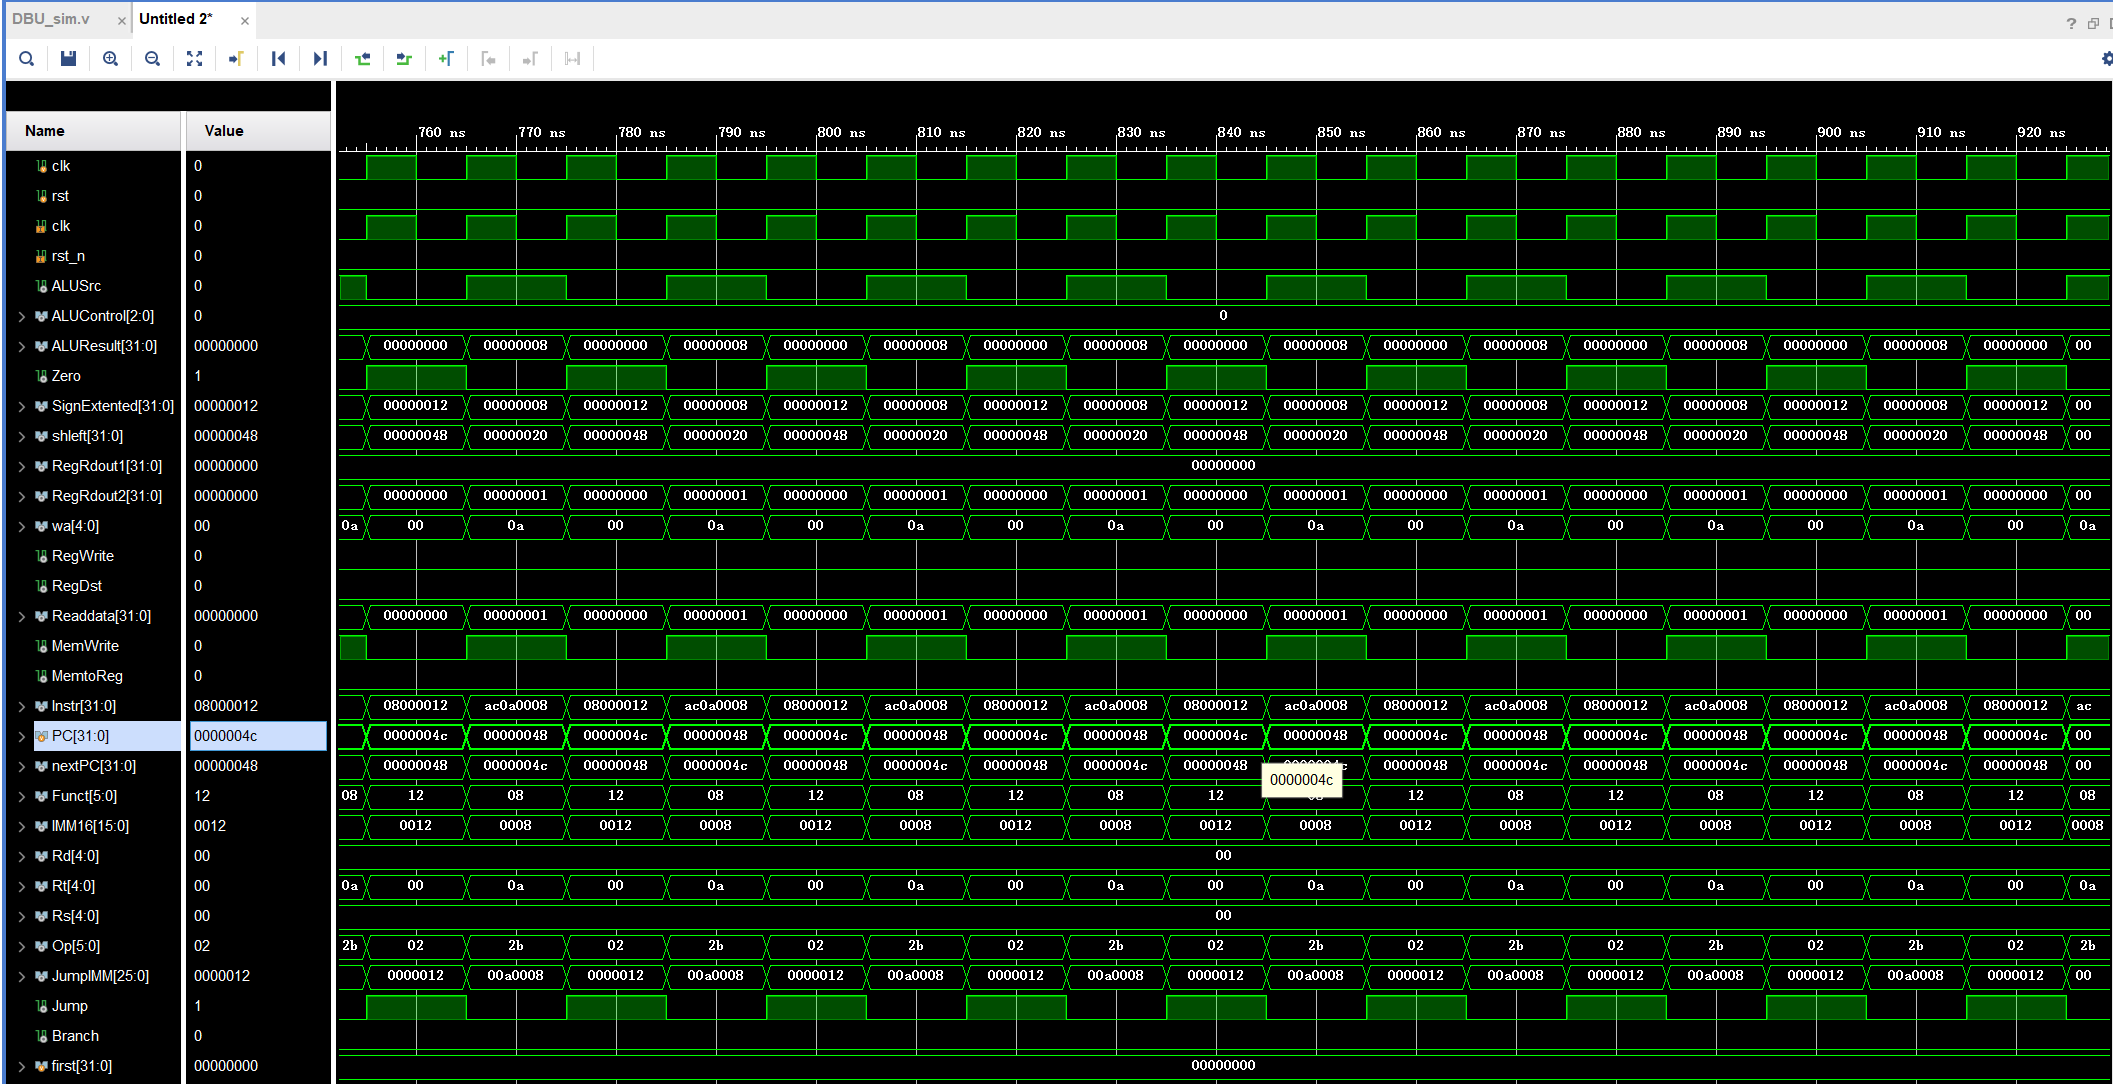 DBU_sim.v × Untitled 2* × ?
Name Value 760 ns 770 ns 780 ns 790 ns 800 ns 810 ns 820 ns 830 ns 840 ns 850 ns 860 ns 870 ns 880 ns 890 ns 900 ns 910 ns 920 ns
clk 0
rst 0
clk 0
rst_n 0
ALUSrc 0
ALUControl[2:0] 0 0
ALUResult[31:0] 00000000 00000000 00000008 00000000 00000008 00000000 00000008 00000000 00000008 00000000 00000008 00000000 00000008 00000000 00000008 00000000 00000008 00000000 00
Zero 1
SignExtented[31:0] 00000012 00000012 00000008 00000012 00000008 00000012 00000008 00000012 00000008 00000012 00000008 00000012 00000008 00000012 00000008 00000012 00000008 00000012 00
shleft[31:0] 00000048 00000048 00000020 00000048 00000020 00000048 00000020 00000048 00000020 00000048 00000020 00000048 00000020 00000048 00000020 00000048 00000020 00000048 00
RegRdout1[31:0] 00000000 00000000
RegRdout2[31:0] 00000000 00000000 00000001 00000000 00000001 00000000 00000001 00000000 00000001 00000000 00000001 00000000 00000001 00000000 00000001 00000000 00000001 00000000 00
wa[4:0] 00 0a 00 0a 00 0a 00 0a 00 0a 00 0a 00 0a 00 0a 00 0a 00 0a
RegWrite 0
RegDst 0
Readdata[31:0] 00000000 00000000 00000001 00000000 00000001 00000000 00000001 00000000 00000001 00000000 00000001 00000000 00000001 00000000 00000001 00000000 00000001 00000000 00
MemWrite 0
MemtoReg 0
Instr[31:0] 08000012 08000012 ac0a0008 08000012 ac0a0008 08000012 ac0a0008 08000012 ac0a0008 08000012 ac0a0008 08000012 ac0a0008 08000012 ac0a0008 08000012 ac0a0008 08000012 ac
PC[31:0] 0000004c 0000004c 00000048 0000004c 00000048 0000004c 00000048 0000004c 00000048 0000004c 00000048 0000004c 00000048 0000004c 00000048 0000004c 00000048 0000004c 00
nextPC[31:0] 00000048 00000048 0000004c 00000048 0000004c 00000048 0000004c 00000048 0000004c 00000048 0000004c 00000048 0000004c 00000048 0000004c 00000048 0000004c 00000048 00
0000004c
Funct[5:0] 12 08 12 08 12 08 12 08 12 08 12 08 12 08 12 08 12 08 12 08
IMM16[15:0] 0012 0012 0008 0012 0008 0012 0008 0012 0008 0012 0008 0012 0008 0012 0008 0012 0008 0012 0008
Rd[4:0] 00 00
Rt[4:0] 00 0a 00 0a 00 0a 00 0a 00 0a 00 0a 00 0a 00 0a 00 0a 00 0a
Rs[4:0] 00 00
Op[5:0] 02 2b 02 2b 02 2b 02 2b 02 2b 02 2b 02 2b 02 2b 02 2b 02 2b
JumpIMM[25:0] 0000012 0000012 00a0008 0000012 00a0008 0000012 00a0008 0000012 00a0008 0000012 00a0008 0000012 00a0008 0000012 00a0008 0000012 00a0008 0000012 00
Jump 1
Branch 0
first[31:0] 00000000 00000000